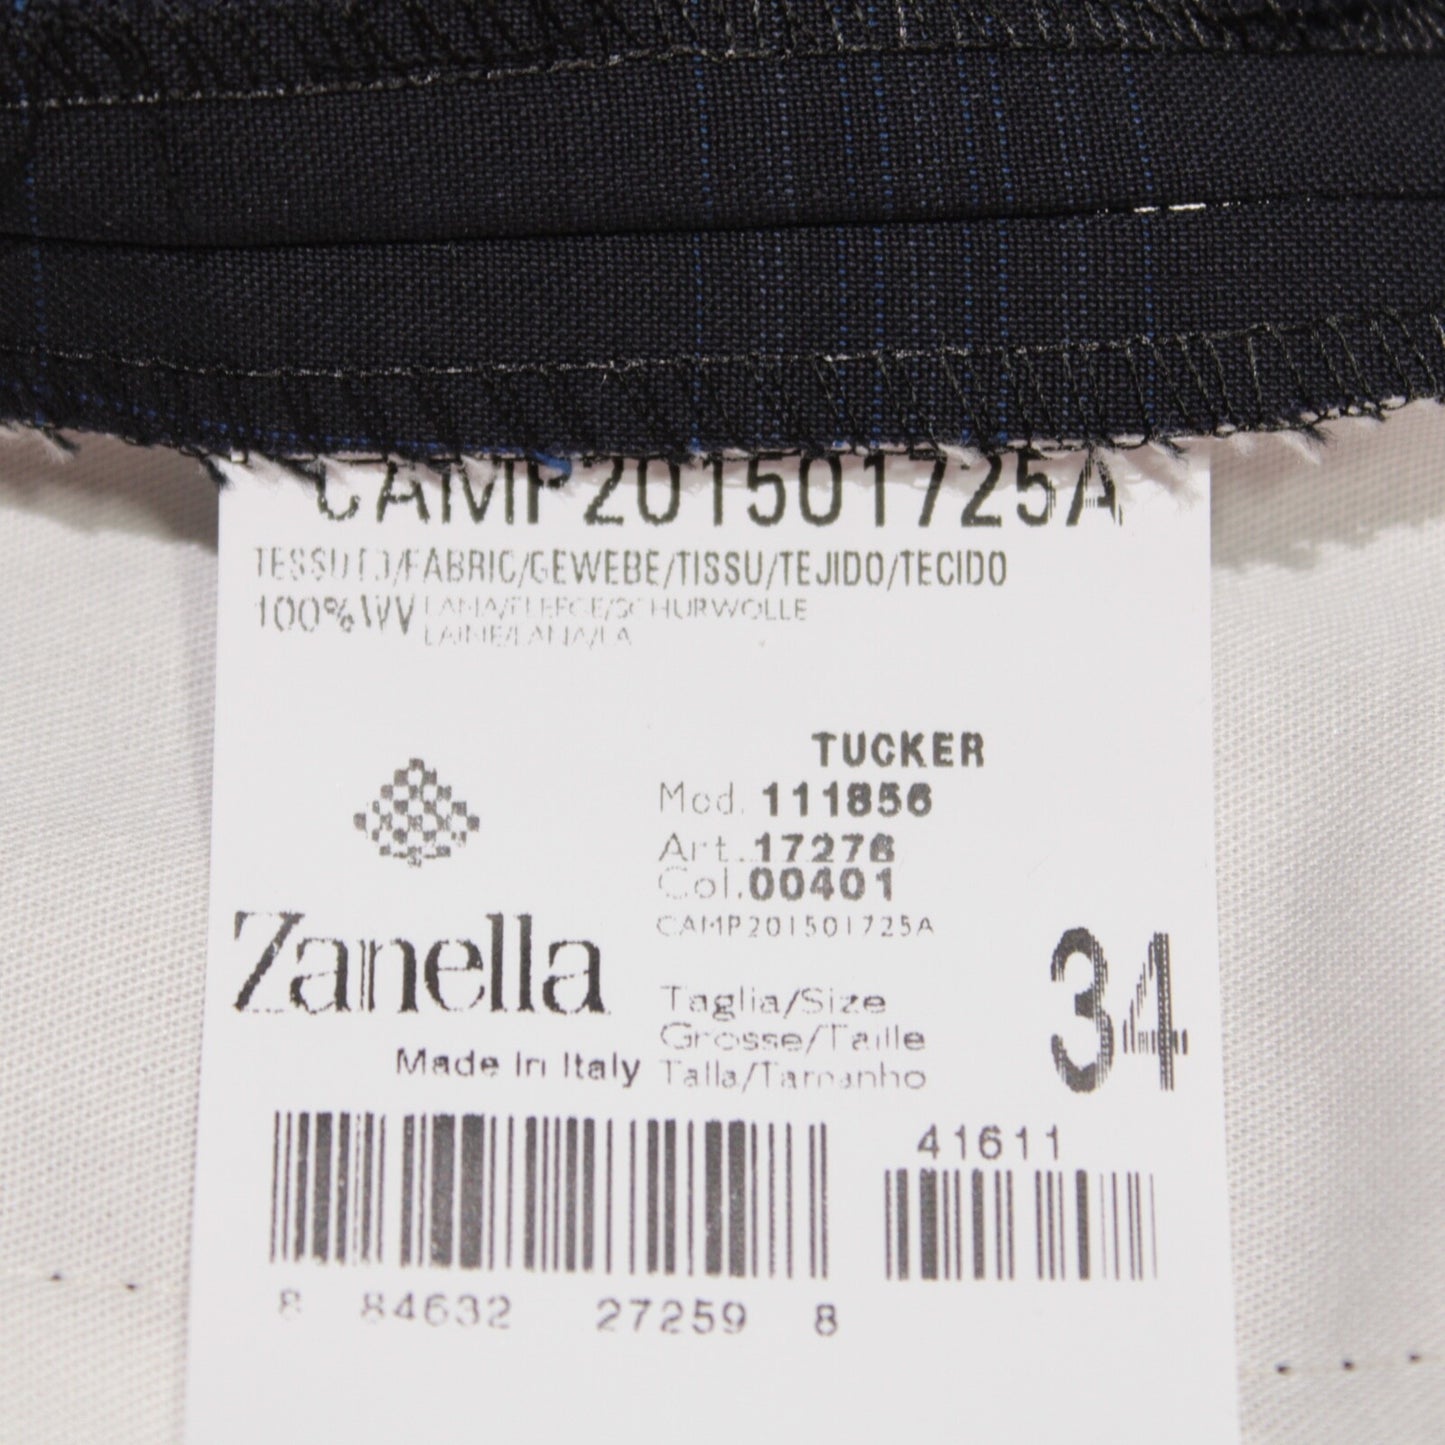 CAMP201501725A
TESSUTO/FABRIC/GEWEBE/TISSU/TEJIDO/TECIDO
100%WV LANA/FLEECE/SCHURWOLLE
LAINE/LANA/LA
TUCKER
Mod. 111856
Art. 17276
Col. 00401
CAMP201501725A
Zanella
Made in Italy
Taglia/Size
Grosse/Taille
Talla/Tamanho
34
41611
8 84632 27259 8